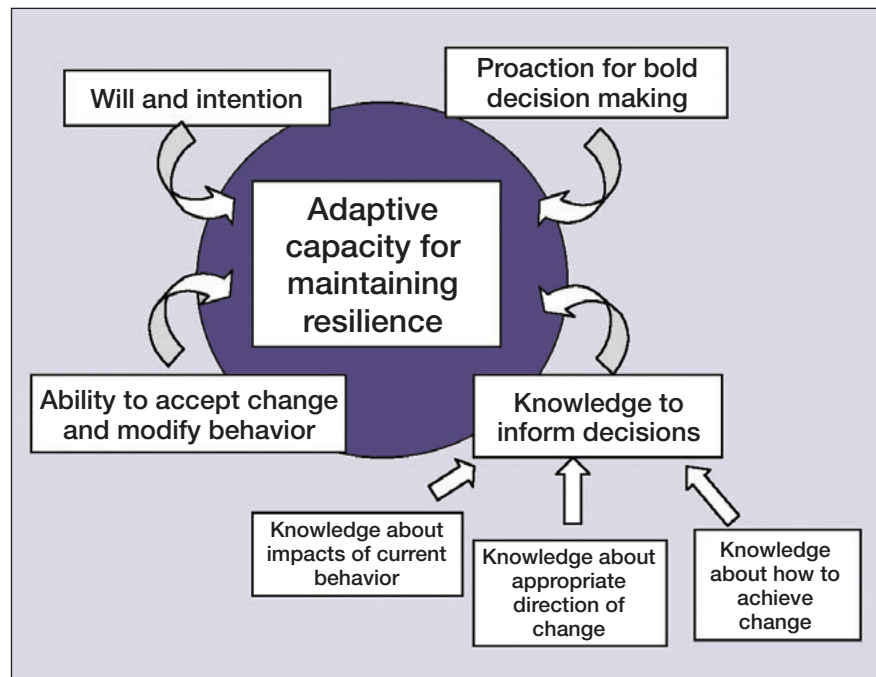 Will and intention
Proaction for bold
decision making
Adaptive
capacity for
maintaining
resilience
Ability to accept change
and modify behavior
Knowledge to
inform decisions
Knowledge about
impacts of current
behavior
Knowledge about
appropriate
direction of
change
Knowledge
about how to
achieve
change